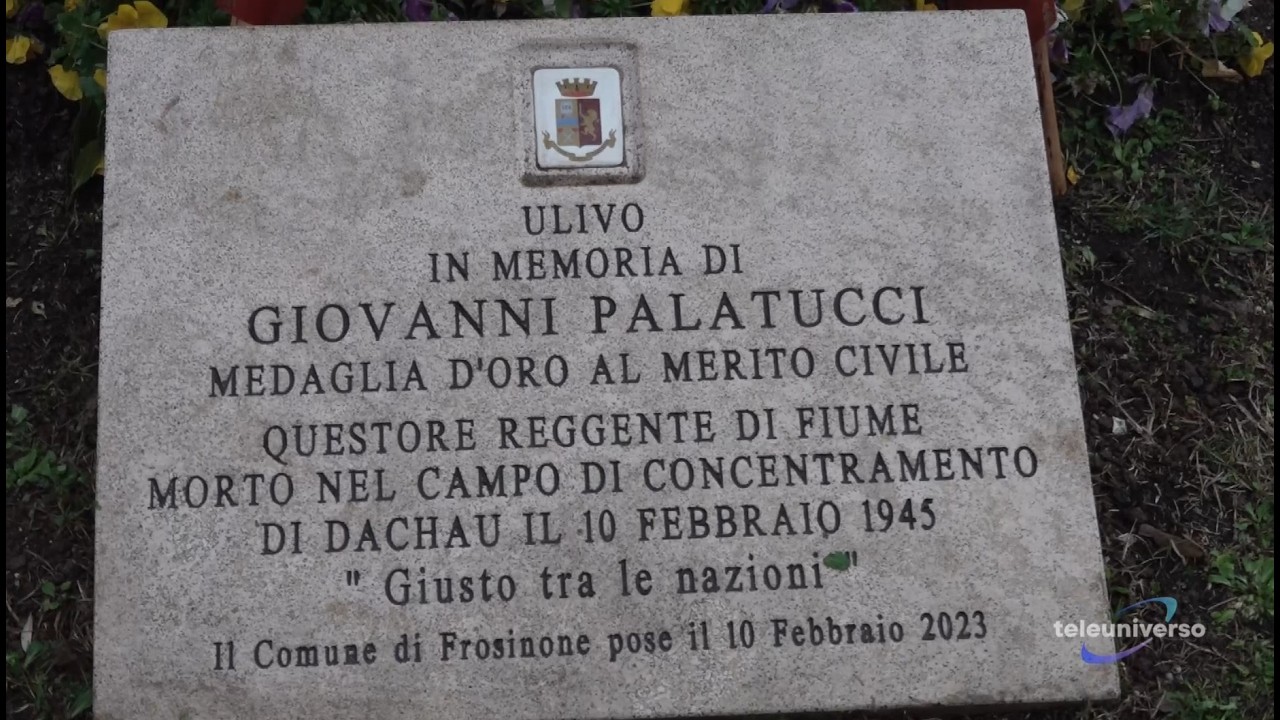 ULIVO
IN MEMORIA DI
GIOVANNI PALATUCCI
MEDAGLIA D'ORO AL MERITO CIVILE
QUESTORE REGGENTE DI FIUME
MORTO NEL CAMPO DI CONCENTRAMENTO
DI DACHAU IL 10 FEBBRAIO 1945
" Giusto tra le nazioni "
Il Comune di Frosinone pose il 10 Febbraio 2023
teleuniverso